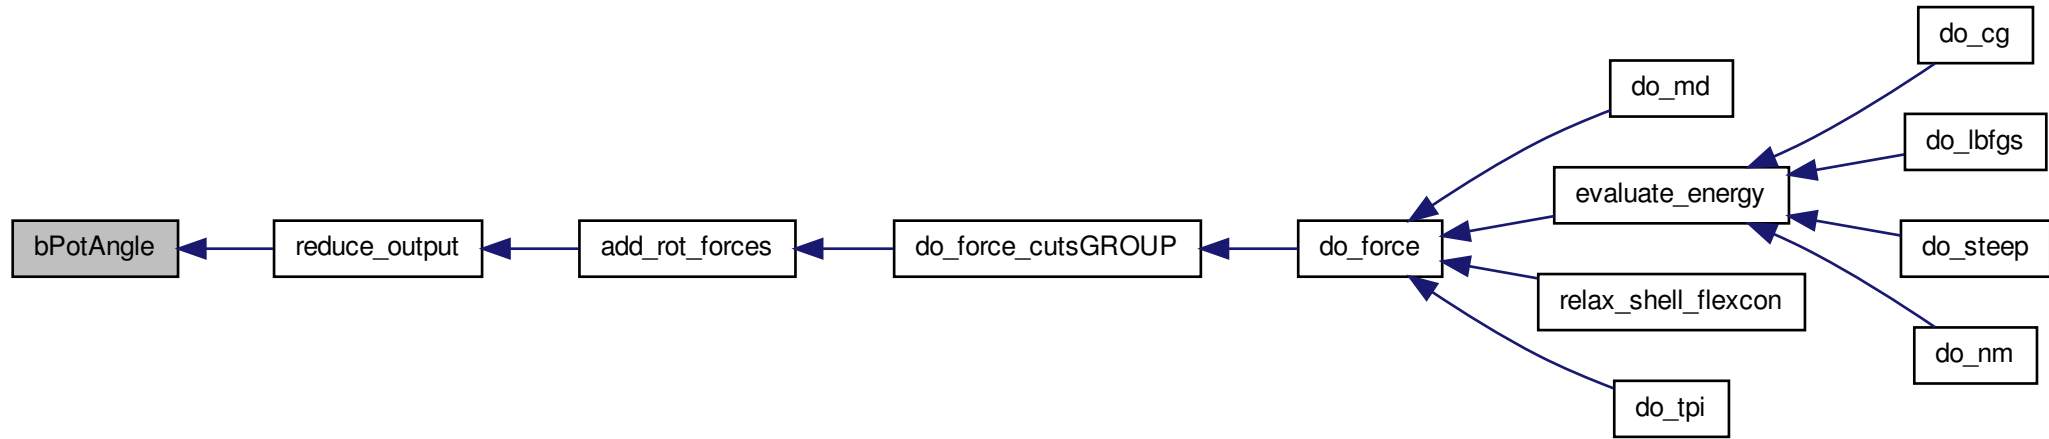 bPotAngle
reduce_output
add_rot_forces
do_force_cutsGROUP
do_force
do_md
evaluate_energy
relax_shell_flexcon
do_tpi
do_cg
do_lbfgs
do_steep
do_nm